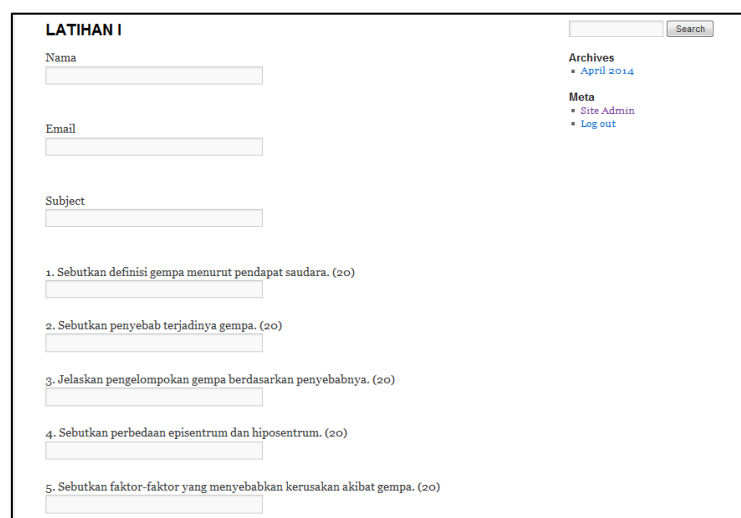 LATIHAN I
Nama
Email
Subject
1. Sebutkan definisi gempa menurut pendapat saudara. (20)
2. Sebutkan penyebab terjadinya gempa. (20)
3. Jelaskan pengelompokan gempa berdasarkan penyebabnya. (20)
4. Sebutkan perbedaan episentrum dan hiposentrum. (20)
5. Sebutkan faktor-faktor yang menyebabkan kerusakan akibat gempa. (20)
Search
Archives
April 2014
Meta
Site Admin
Log out